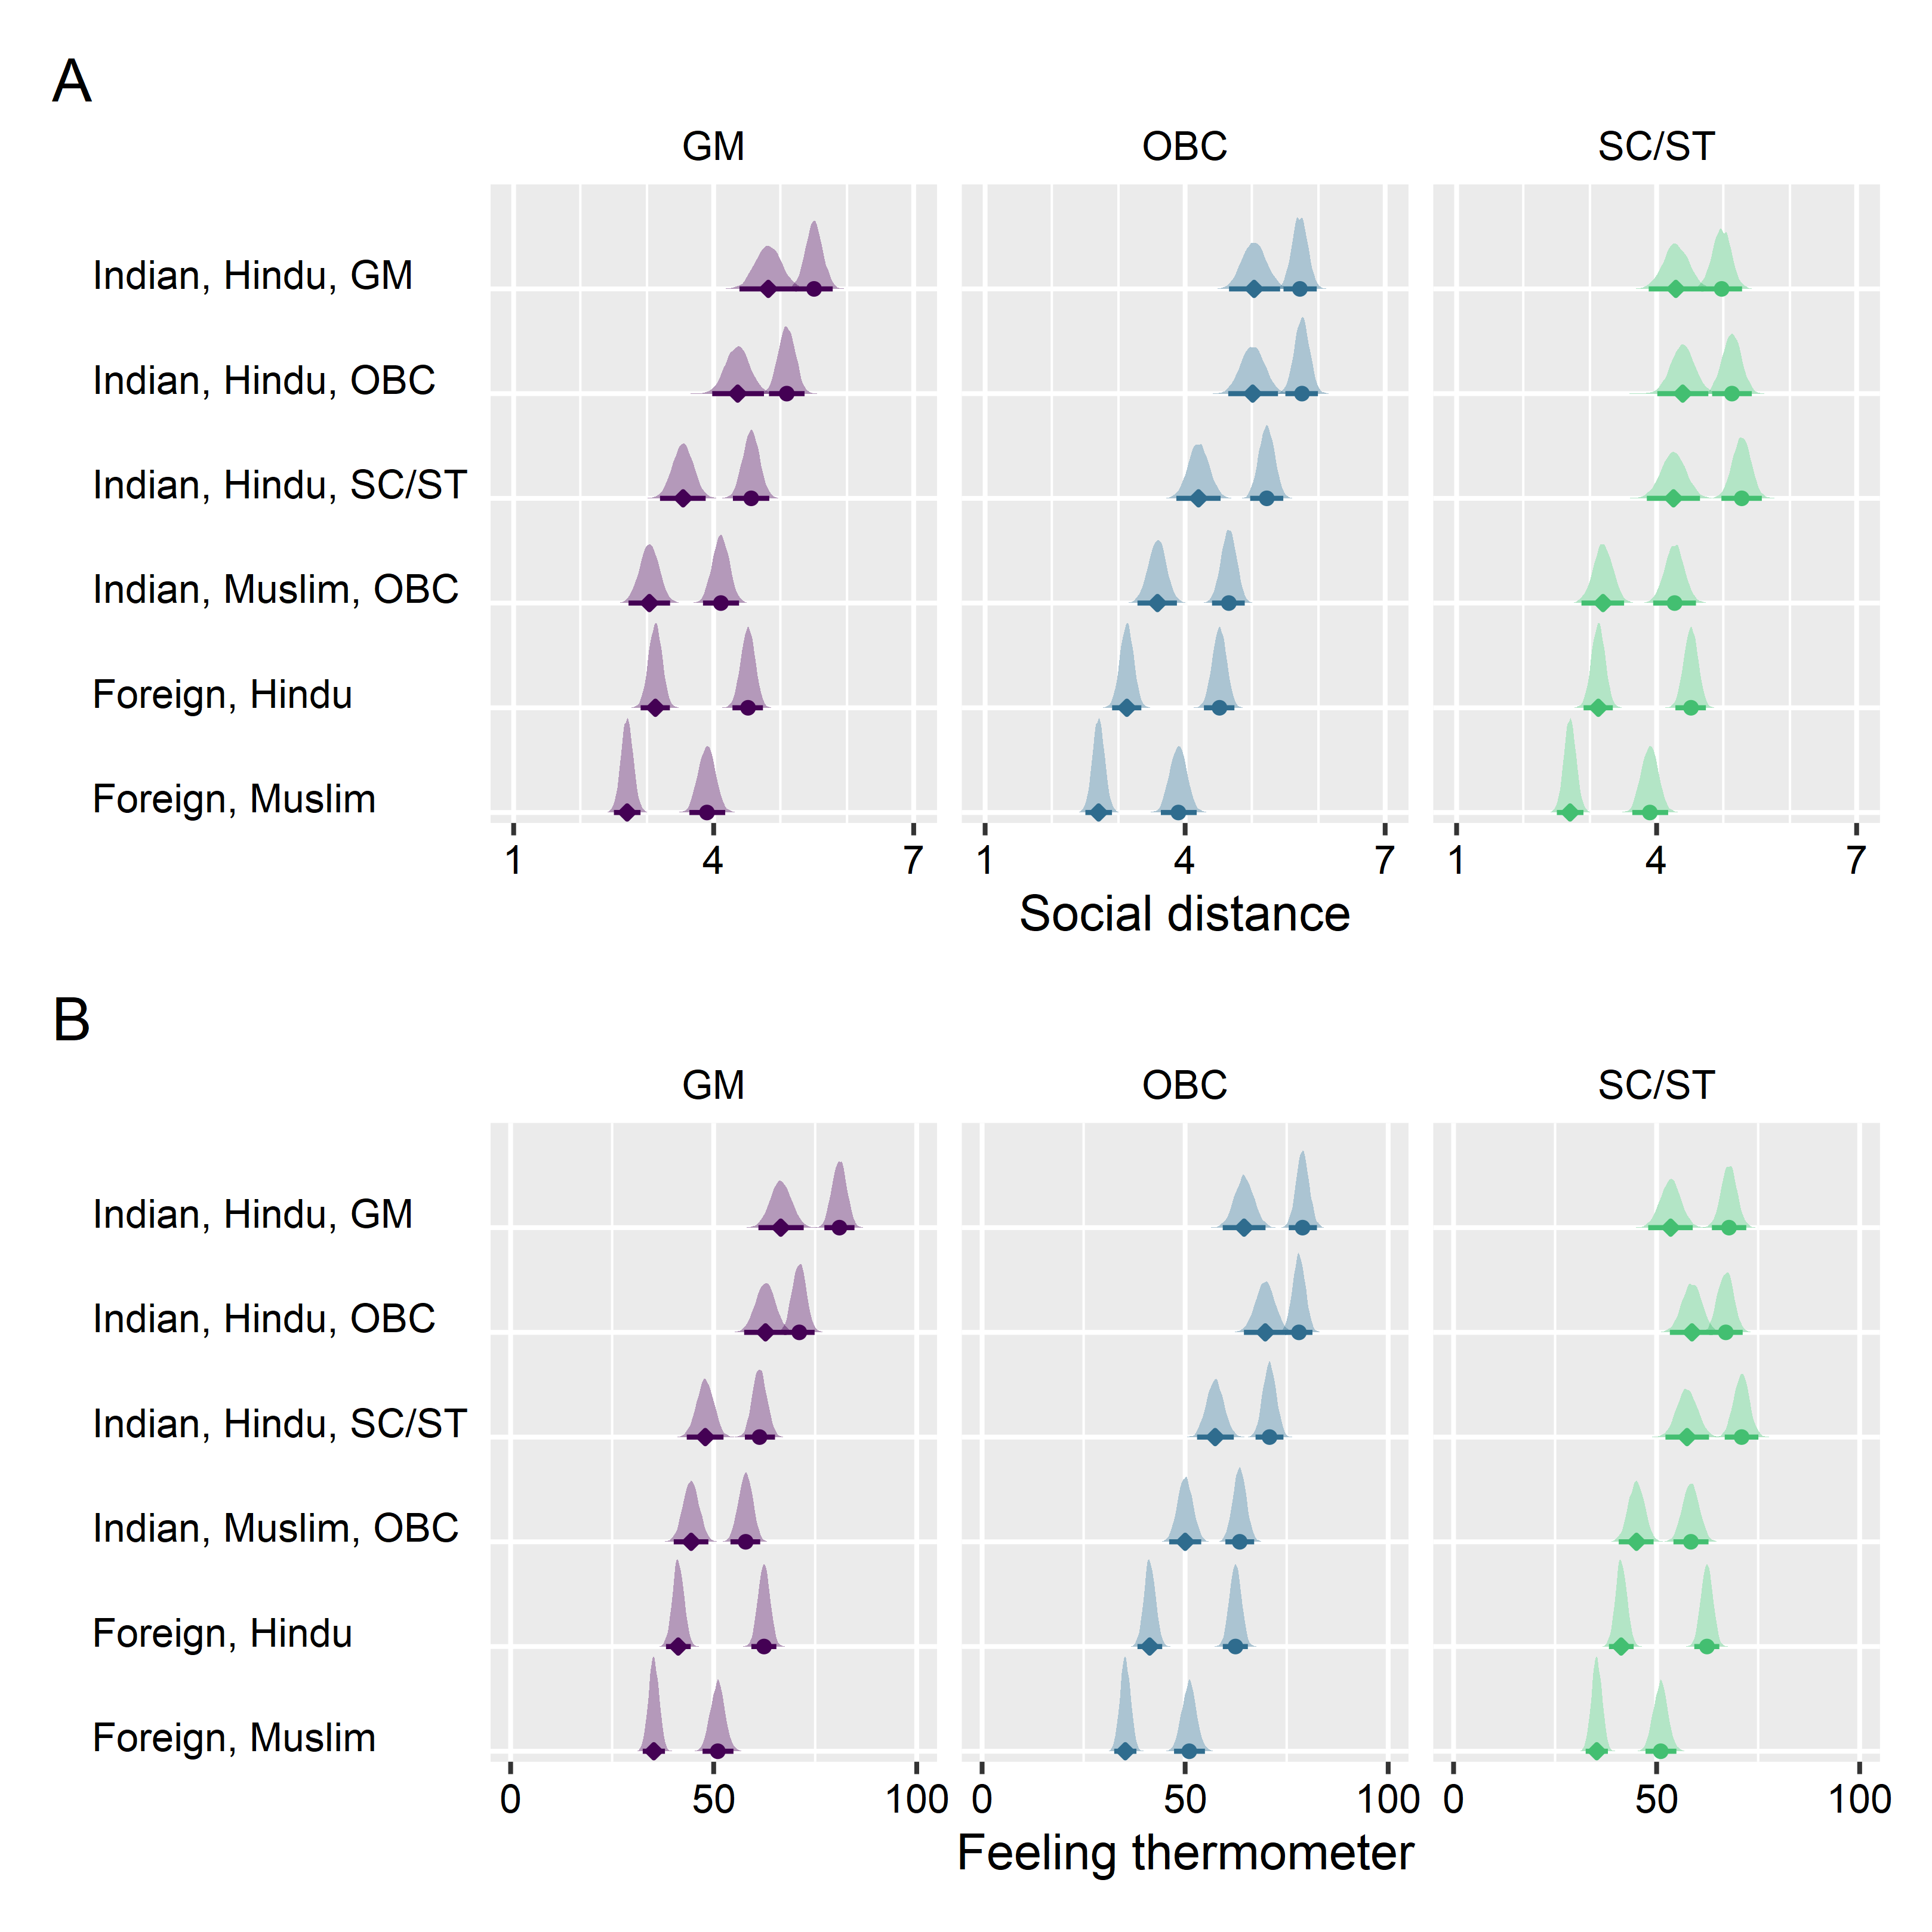 A
GM OBC SC/ST
Indian, Hindu, GM
Indian, Hindu, OBC
Indian, Hindu, SC/ST
Indian, Muslim, OBC
Foreign, Hindu
Foreign, Muslim
1 4 7 1 4 7 1 4 7
Social distance
B
GM OBC SC/ST
Indian, Hindu, GM
Indian, Hindu, OBC
Indian, Hindu, SC/ST
Indian, Muslim, OBC
Foreign, Hindu
Foreign, Muslim
0 50 100 0 50 100 0 50 100
Feeling thermometer